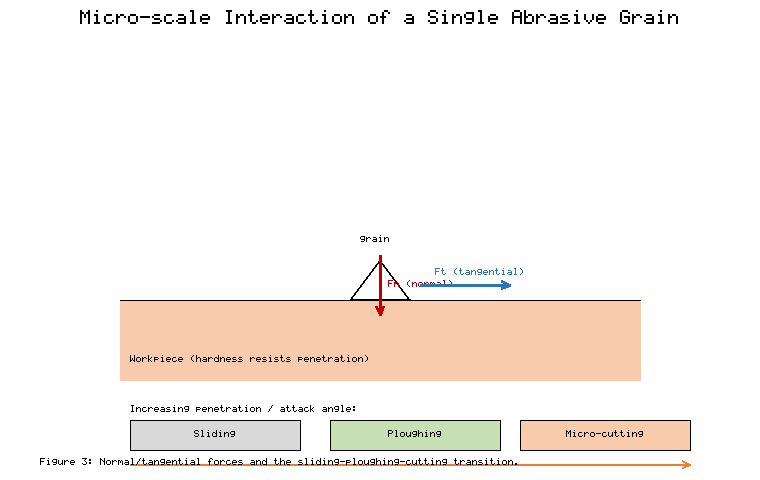 Micro-scale Interaction of a Single Abrasive Grain
grain
Ft (tangential)
Fn (normal)
Workpiece (hardness resists penetration)
Increasing penetration / attack angle:
Sliding
Ploughing
Micro-cutting
Figure 3: Normal/tangential forces and the sliding-ploughing-cutting transition.